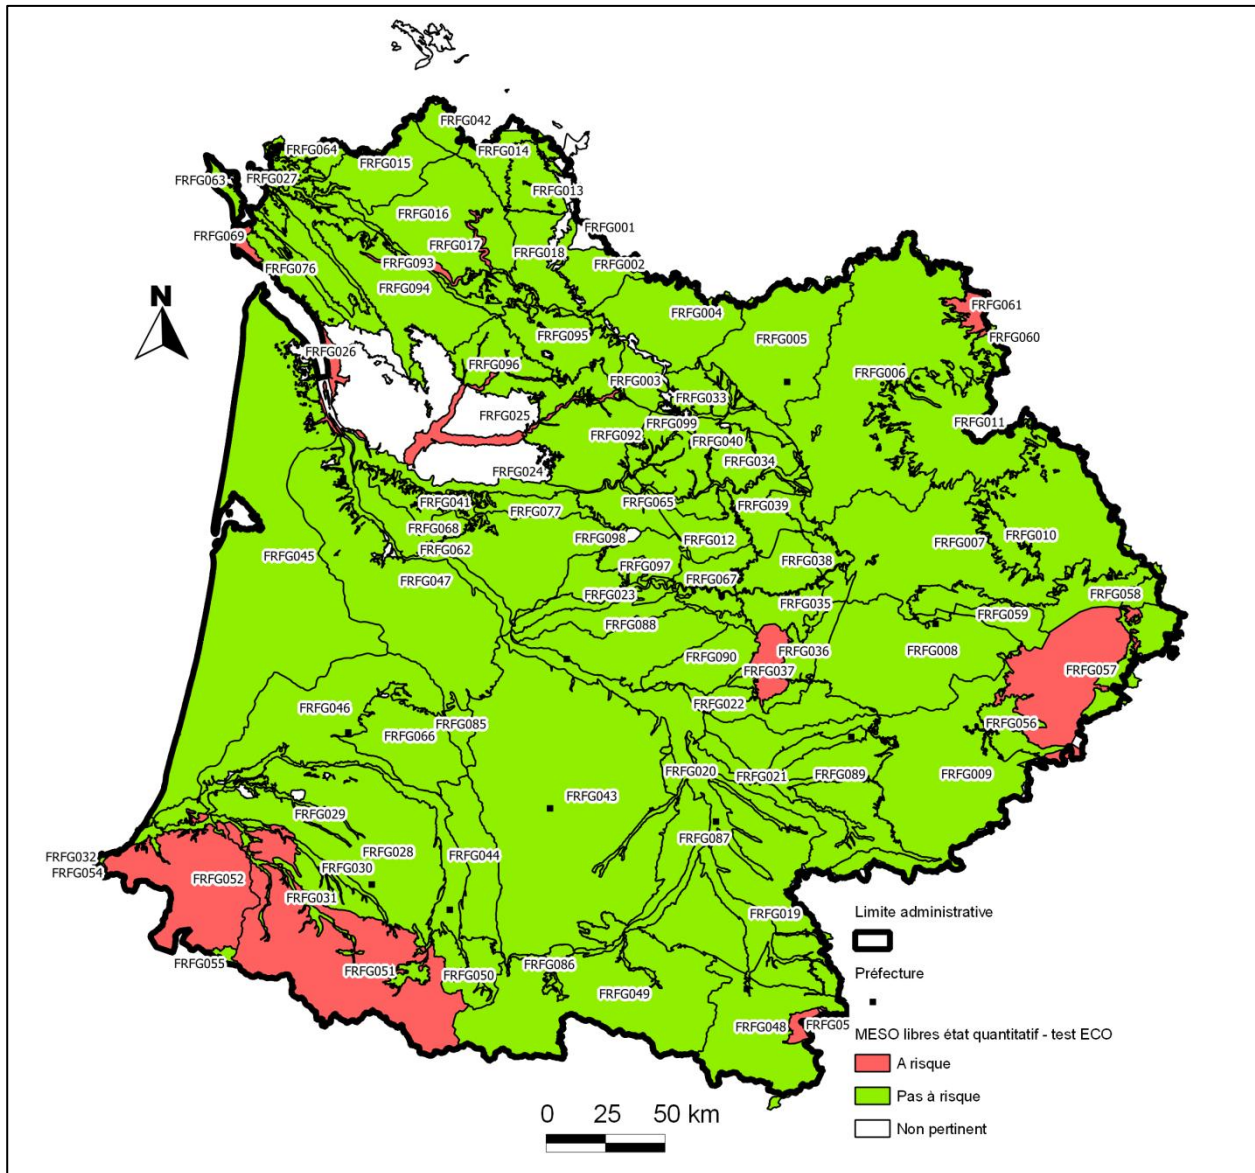 FRFG042
FRFG064
FRFG014
FRFG015
FRFG063
FRFG027
FRFG013
FRFG016
FRFG001
FRFG069
FRFG017
FRFG018
FRFG093
FRFG002
FRFG076
FRFG094
N
FRFG061
FRFG004
FRFG095
FRFG005
FRFG060
FRFG026
FRFG096
FRFG003
FRFG006
FRFG033
FRFG025
FRFG099
FRFG011
FRFG092
FRFG040
FRFG034
FRFG024
FRFG041
FRFG065
FRFG039
FRFG077
FRFG068
FRFG098
FRFG012
FRFG007
FRFG010
FRFG062
FRFG045
FRFG038
FRFG097
FRFG047
FRFG067
FRFG023
FRFG058
FRFG035
FRFG059
FRFG088
FRFG036
FRFG008
FRFG090
FRFG037
FRFG057
FRFG022
FRFG046
FRFG085
FRFG056
FRFG066
FRFG020
FRFG021
FRFG089
FRFG009
FRFG043
FRFG029
FRFG087
FRFG028
FRFG044
FRFG032
FRFG054
FRFG030
FRFG052
FRFG031
FRFG019
FRFG055
FRFG051
FRFG050
FRFG086
FRFG049
FRFG048
FRFG05
Limite administrative
Préfecture
MESO libres état quantitatif - test ECO
A risque
Pas à risque
Non pertinent
0 25 50 km